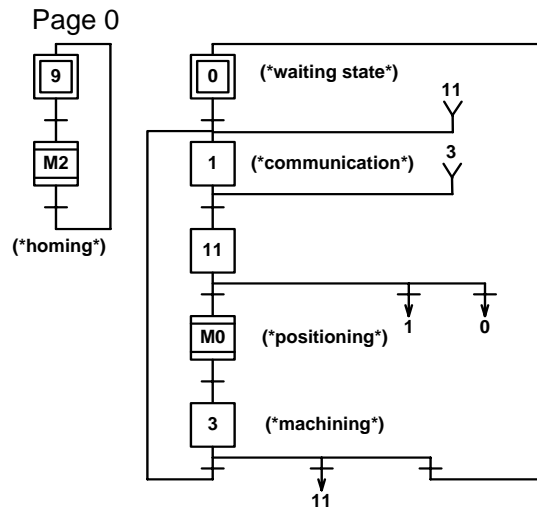 Page 0
9
0
(*waiting state*)
11
M2
1
(*communication*)
3
(*homing*)
11
M0
(*positioning*)
1
0
3
(*machining*)
11